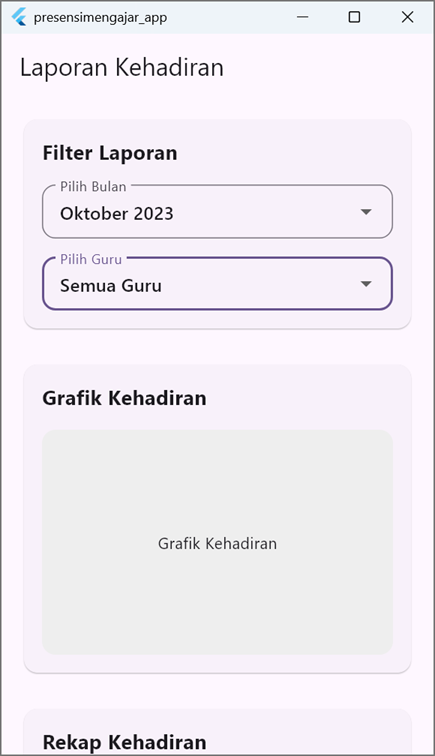 presensimengajar_app
Laporan Kehadiran
Filter Laporan
Pilih Bulan
Oktober 2023
Pilih Guru
Semua Guru
Grafik Kehadiran
Grafik Kehadiran
Rekap Kehadiran